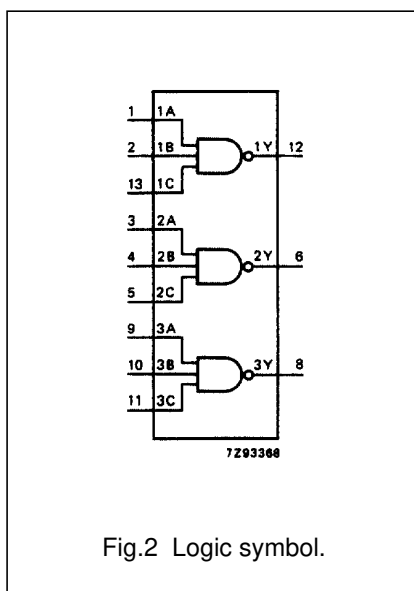 1 1A
2 1B 1Y 12
13 1C
3 2A
4 2B 2Y 6
5 2C
9 3A
10 3B 3Y 8
11 3C
7Z93368
Fig.2 Logic symbol.